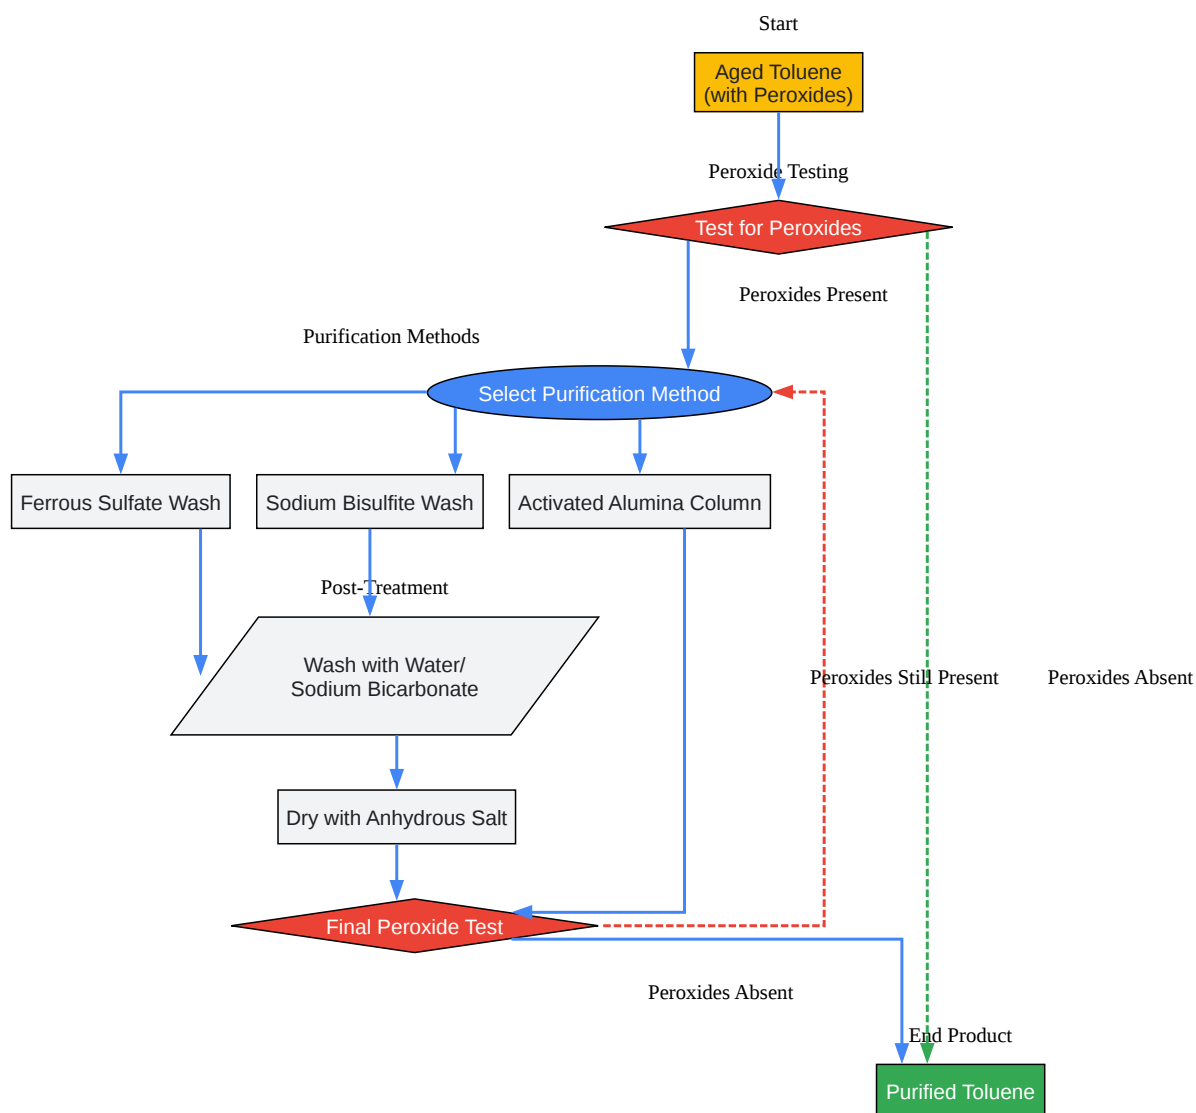 Start
Aged Toluene
(with Peroxides)
Peroxide Testing
Test for Peroxides
Peroxides Present
Purification Methods
Select Purification Method
Ferrous Sulfate Wash
Sodium Bisulfite Wash
Activated Alumina Column
Post-Treatment
Wash with Water/
Sodium Bicarbonate
Peroxides Still Present
Peroxides Absent
Dry with Anhydrous Salt
Final Peroxide Test
Peroxides Absent
End Product
Purified Toluene